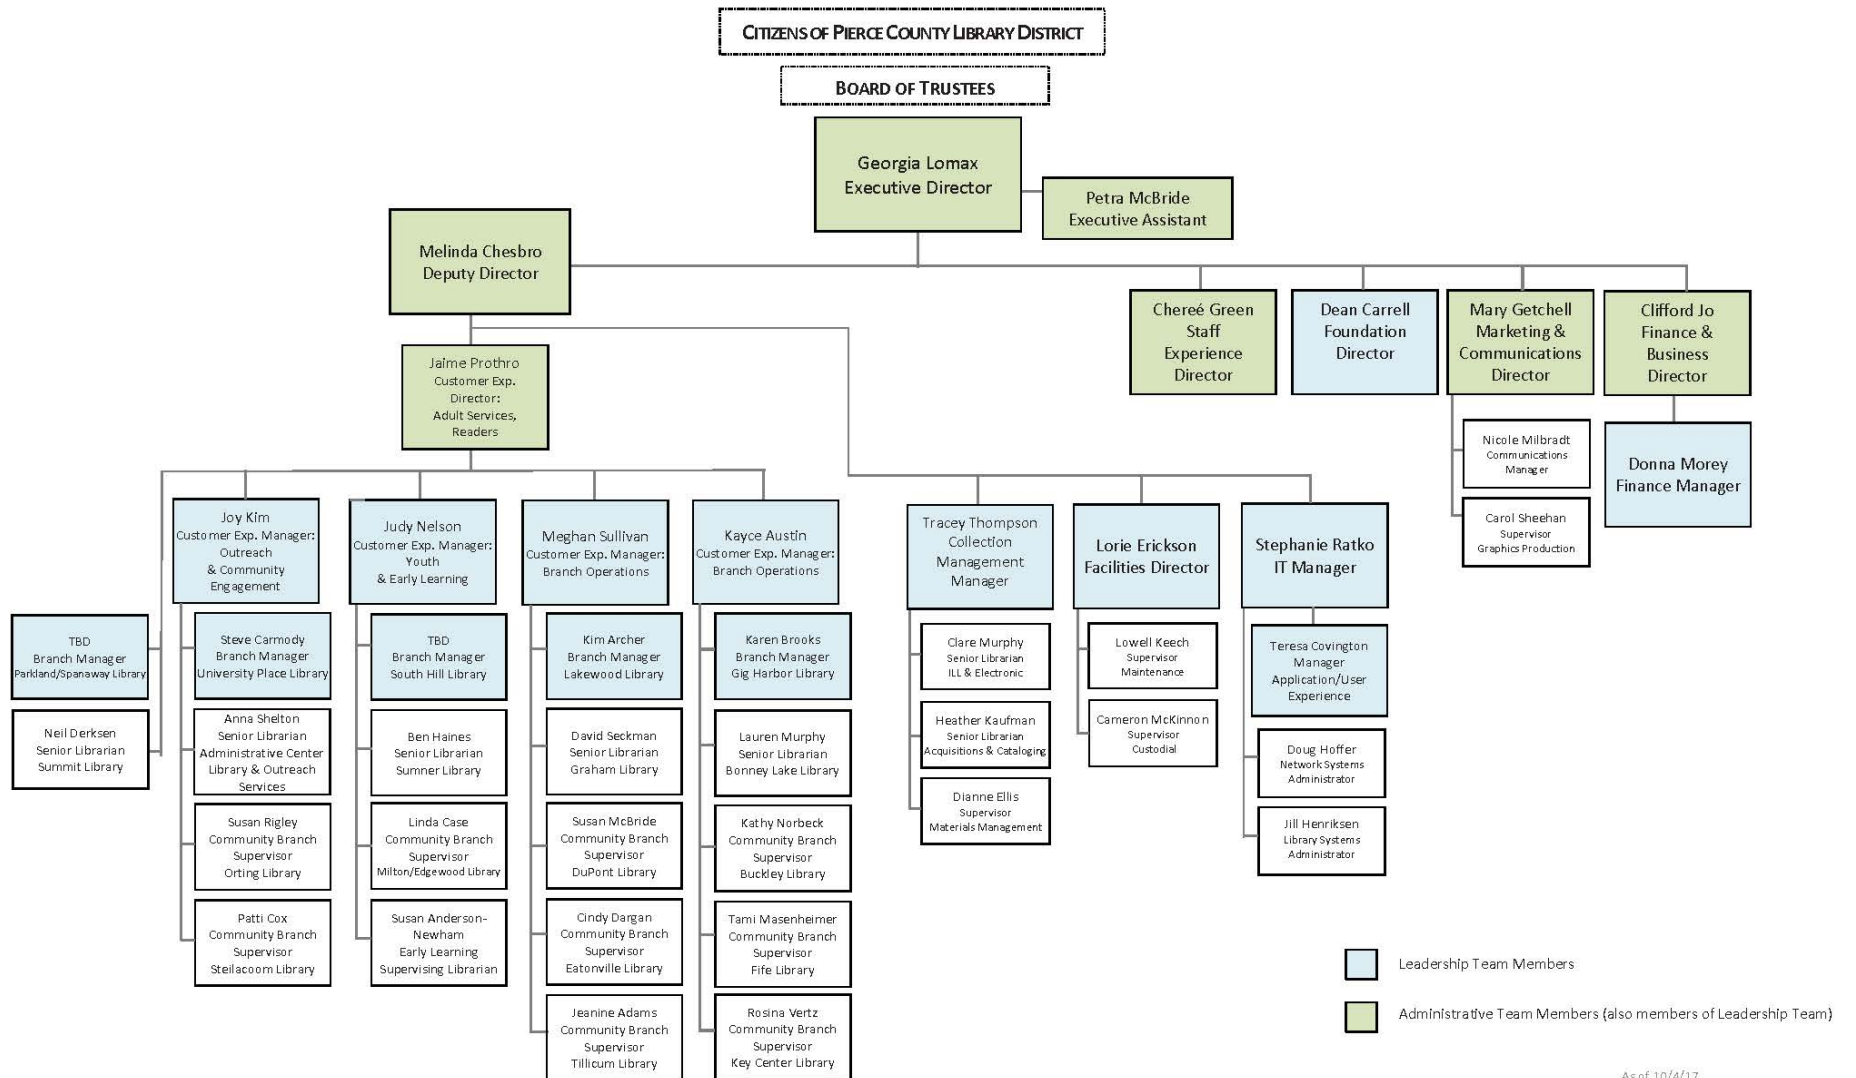 CITIZENS OF PIERCE COUNTY LIBRARY DISTRICT
BOARD OF TRUSTEES
Georgia Lomax
Executive Director
Petra McBride
Executive Assistant
Melinda Chesbro
Deputy Director
Chereé Green
Staff
Experience
Director
Dean Carrell
Foundation
Director
Mary Getchell
Marketing &
Communications
Director
Clifford Jo
Finance &
Business
Director
Jaime Prothro
Customer Exp.
Director:
Adult Services,
Readers
Nicole Milbradt
Communications
Manager
Carol Sheehan
Supervisor
Graphics Production
Donna Morey
Finance Manager
Joy Kim
Customer Exp. Manager:
Outreach
& Community
Engagement
Judy Nelson
Customer Exp. Manager:
Youth
& Early Learning
Meghan Sullivan
Customer Exp. Manager:
Branch Operations
Kayce Austin
Customer Exp. Manager:
Branch Operations
Tracey Thompson
Collection
Management
Manager
Lorie Erickson
Facilities Director
Stephanie Ratko
IT Manager
TBD
Branch Manager
Parkland/Spanaway Library
Neil Derksen
Senior Librarian
Summit Library
Steve Carmody
Branch Manager
University Place Library
Anna Shelton
Senior Librarian
Administrative Center
Library & Outreach
Services
Susan Rigley
Community Branch
Supervisor
Orting Library
Patti Cox
Community Branch
Supervisor
Steilacoom Library
TBD
Branch Manager
South Hill Library
Ben Haines
Senior Librarian
Sumner Library
Linda Case
Community Branch
Supervisor
Milton/Edgewood Library
Susan Anderson-
Newham
Early Learning
Supervising Librarian
Kim Archer
Branch Manager
Lakewood Library
David Seckman
Senior Librarian
Graham Library
Susan McBride
Community Branch
Supervisor
DuPont Library
Cindy Dargan
Community Branch
Supervisor
Eatonville Library
Jeanine Adams
Community Branch
Supervisor
Tillicum Library
Karen Brooks
Branch Manager
Gig Harbor Library
Lauren Murphy
Senior Librarian
Bonney Lake Library
Kathy Norbeck
Community Branch
Supervisor
Buckley Library
Tami Masenheimer
Community Branch
Supervisor
Fife Library
Rosina Vertz
Community Branch
Supervisor
Key Center Library
Clare Murphy
Senior Librarian
ILL & Electronic
Heather Kaufman
Senior Librarian
Acquisitions & Cataloging
Dianne Ellis
Supervisor
Materials Management
Lowell Keech
Supervisor
Maintenance
Cameron McKinnon
Supervisor
Custodial
Teresa Covington
Manager
Application/User
Experience
Doug Hoffer
Network Systems
Administrator
Jill Henriksen
Library Systems
Administrator
Leadership Team Members
Administrative Team Members (also members of Leadership Team)
As of 10/4/17